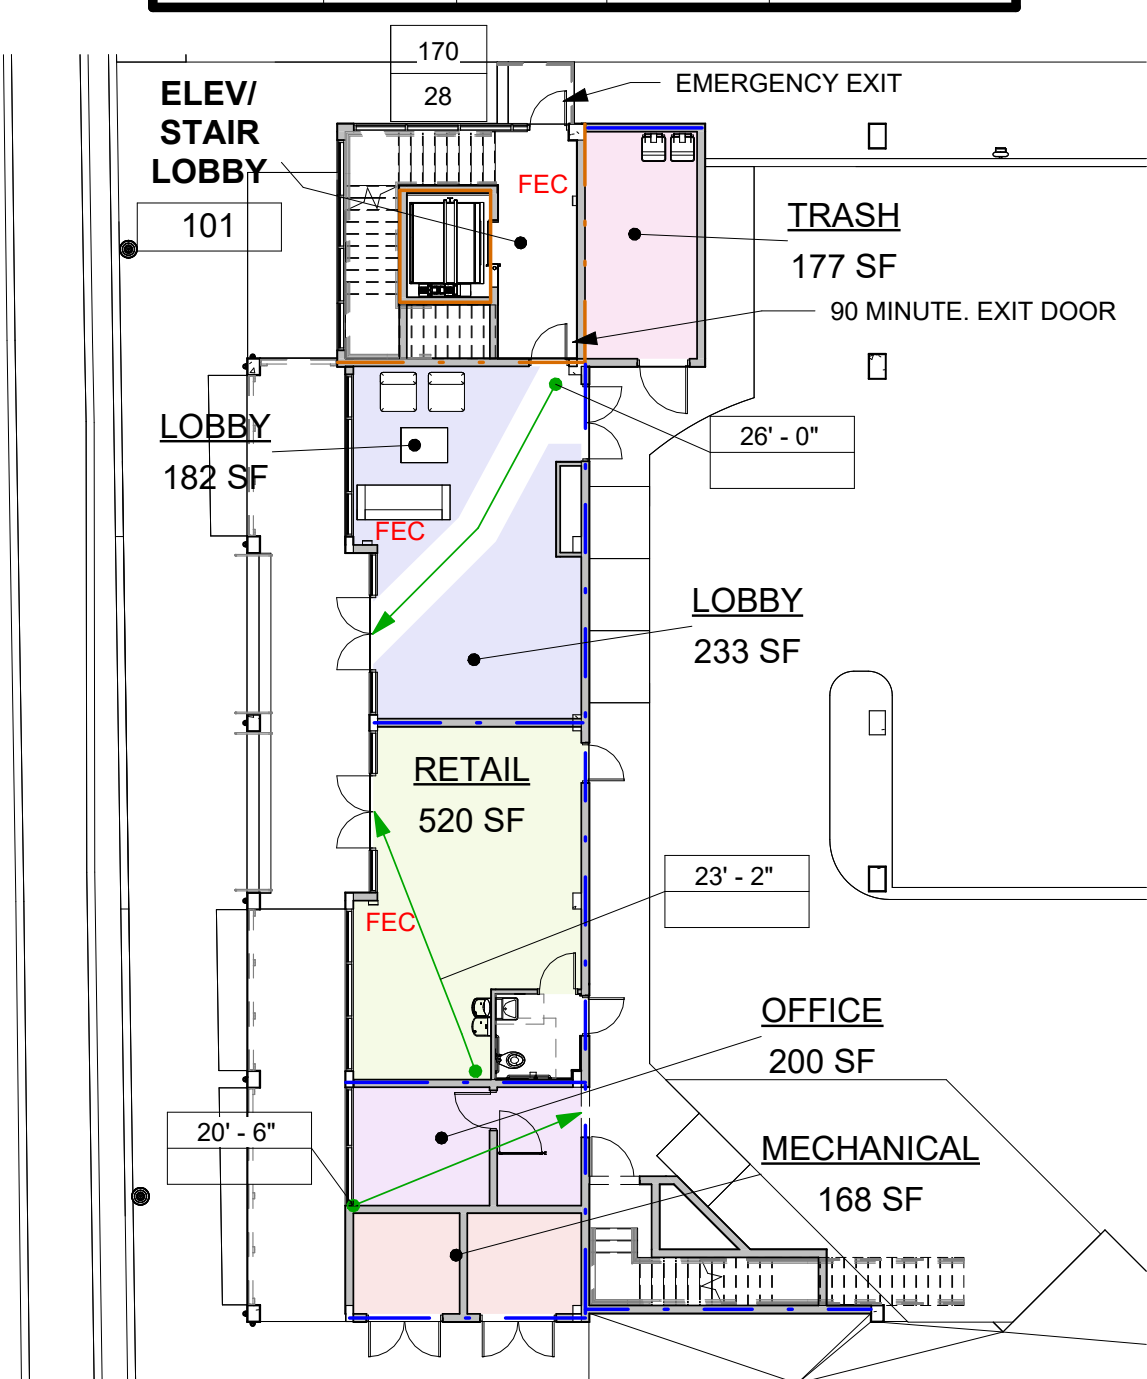 170
28
EMERGENCY EXIT
ELEV/
STAIR
LOBBY
101
FEC
TRASH
177 SF
90 MINUTE. EXIT DOOR
LOBBY
182 SF
26' - 0"
FEC
LOBBY
233 SF
RETAIL
520 SF
23' - 2"
FEC
OFFICE
200 SF
20' - 6"
MECHANICAL
168 SF